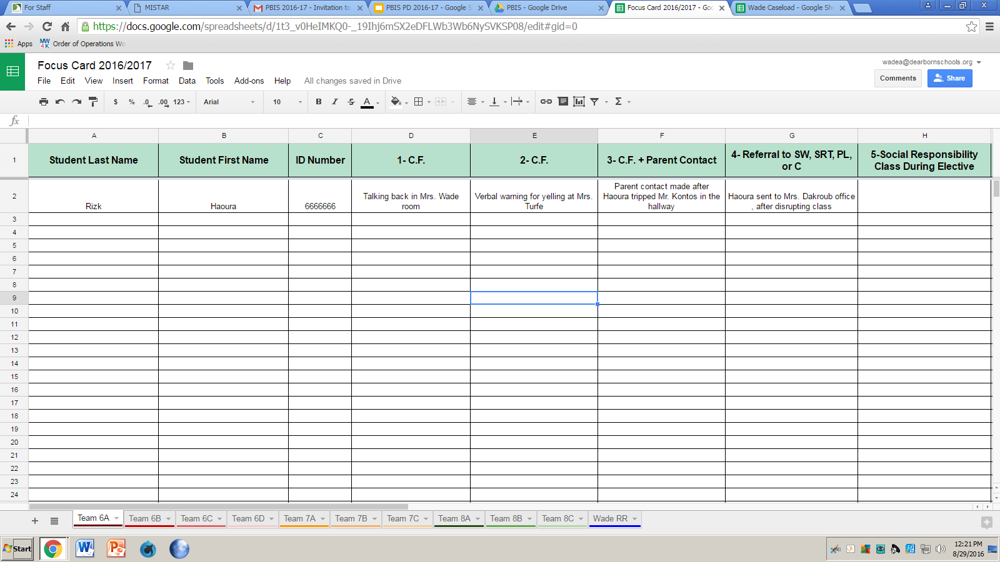 For Staff
MISTAR
PBIS 2016-17 - Invitation to
PBIS PD 2016-17 - Google S
PBIS - Google Drive
Focus Card 2016/2017 - Goo
Wade Caseload - Google She
https://docs.google.com/spreadsheets/d/1t3_v0HeIMKQ0-_19Ihj6mSX2eDFLWb3Wb6NySVKSP08/edit#gid=0
Apps
MW 4K
Order of Operations Wo
Focus Card 2016/2017
wadea@dearbornschools.org
File Edit View Insert Format Data Tools Add-ons Help All changes saved in Drive
Comments
Share
$ % .0 .00 123 Arial 10 B I S A Σ
fx
A B C D E F G H
1 Student Last Name Student First Name ID Number 1- C.F. 2- C.F. 3- C.F. + Parent Contact
4- Referral to SW, SRT, PL,
or C
5-Social Responsibility
Class During Elective
2 Rizk Haoura 6666666
Talking back in Mrs. Wade
room
Verbal warning for yelling at Mrs.
Turfe
Parent contact made after
Haoura tripped Mr. Kontos in the
hallway
Haoura sent to Mrs. Dakroub office
, after disrupting class
3
4
5
6
7
8
9
10
11
12
13
14
15
16
17
18
19
20
21
22
23
24
+ Team 6A Team 6B Team 6C Team 6D Team 7A Team 7B Team 7C Team 8A Team 8B Team 8C Wade RR
Start
12:21 PM
8/29/2016